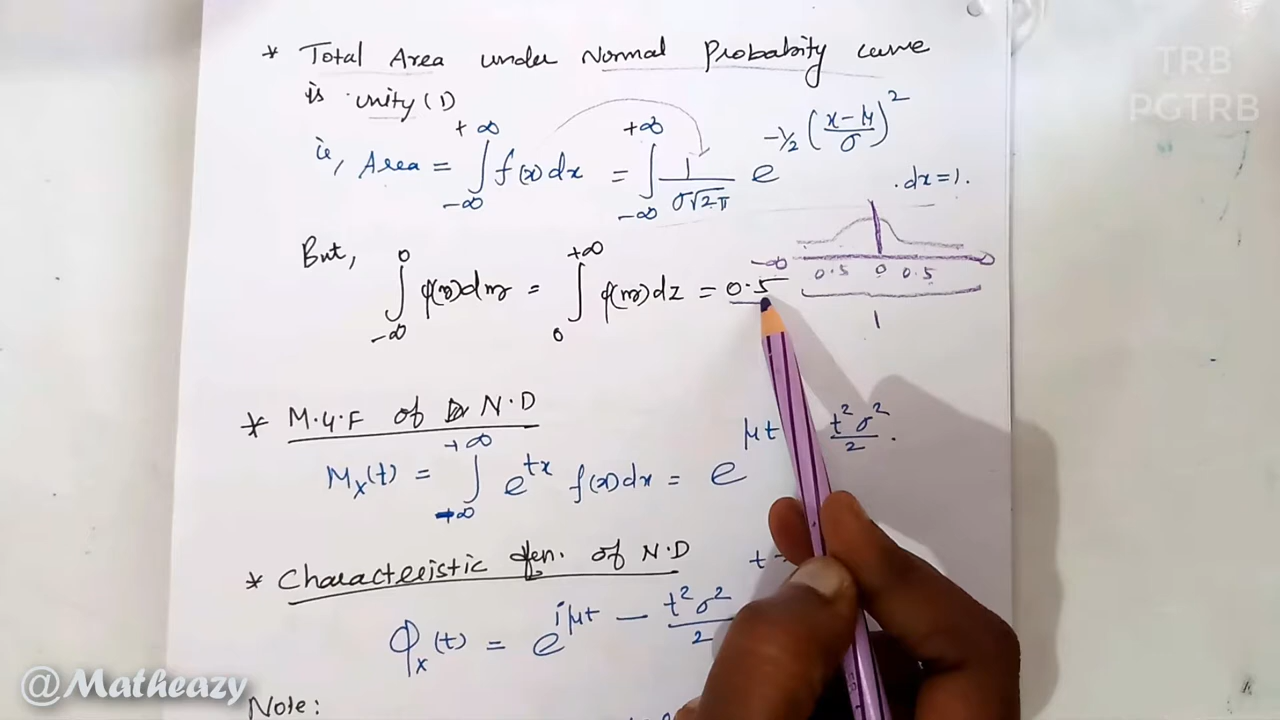 TRB
PGTRB
* Total Area under Normal Probabity curve
is unity (1)
ie, Area = ∫_{-∞}^{+∞} f(x) dx = ∫_{-∞}^{+∞} 1/(σ√2π) e^{-1/2 ((x-μ)/σ)^2} . dx = 1.
But, ∫_{-∞}^{0} φ(z) dz = ∫_{0}^{+∞} φ(z) dz = 0.5
-∞ 0.5 0 0.5 ∞
1
* M.G.F of N.D
M_X(t) = ∫_{-∞}^{+∞} e^{tx} f(x) dx = e^{μt t²σ²/2}.
* Characteristic fn. of N.D t→
φ_x(t) = e^{iμt - t²σ²/2}
Note:
@Matheazy